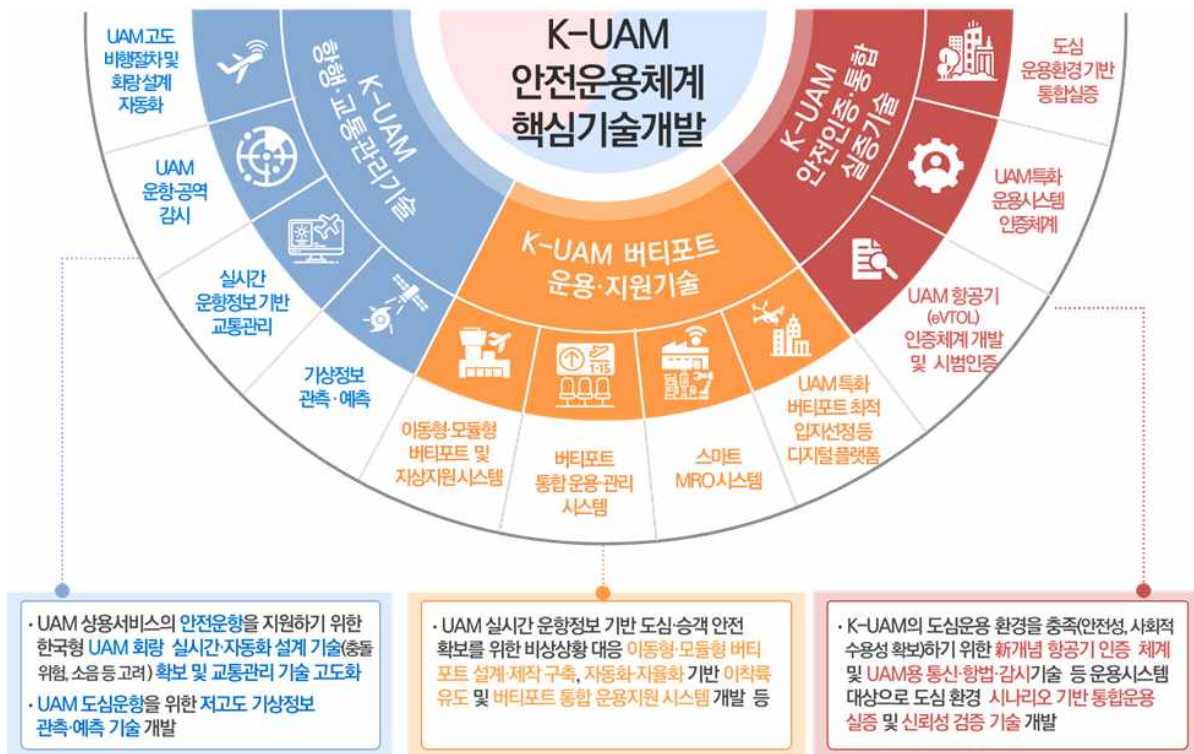 K-UAM
안전운용체계
핵심기술개발
K-UAM
항행·교통관리기술
UAM 고도
비행절차 및
회랑 설계
자동화
UAM
운항·공역
감시
실시간
운항정보 기반
교통관리
기상정보
관측·예측
K-UAM 버티포트
운용·지원기술
1-15
이동형·모듈형
버티포트 및
지상지원 시스템
버티포트
통합 운용·관리
시스템
스마트
MRO 시스템
UAM 특화
버티포트 최적
입지선정 등
디지털 플랫폼
K-UAM
안전인증·통합
실증기술
도심
운용환경 기반
통합실증
UAM 특화
운용시스템
인증체계
UAM 항공기
(eVTOL)
인증체계 개발
및 시범인증
· UAM 상용서비스의 안전운항을 지원하기 위한
한국형 UAM 회랑 실시간·자동화 설계 기술(충돌
위험, 소음 등 고려) 확보 및 교통관리 기술 고도화
· UAM 도심운항을 위한 저고도 기상정보
관측·예측 기술 개발
· UAM 실시간 운항정보 기반 도심·승객 안전
확보를 위한 비상상황 대응 이동형·모듈형 버티
포트 설계·제작 구축, 자동화·자율화 기반 이착륙
유도 및 버티포트 통합 운용지원 시스템 개발 등
· K-UAM의 도심운용 환경을 충족(안전성, 사회적
수용성 확보)하기 위한 新개념 항공기 인증 체계
및 UAM용 통신·항법·감시기술 등 운용시스템
대상으로 도심 환경 시나리오 기반 통합운용
실증 및 신뢰성 검증 기술 개발